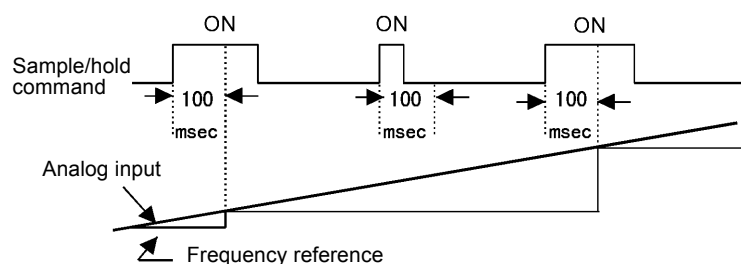 ON ON ON
Sample/hold
command
100 100 100
msec msec msec
Analog input
Frequency reference